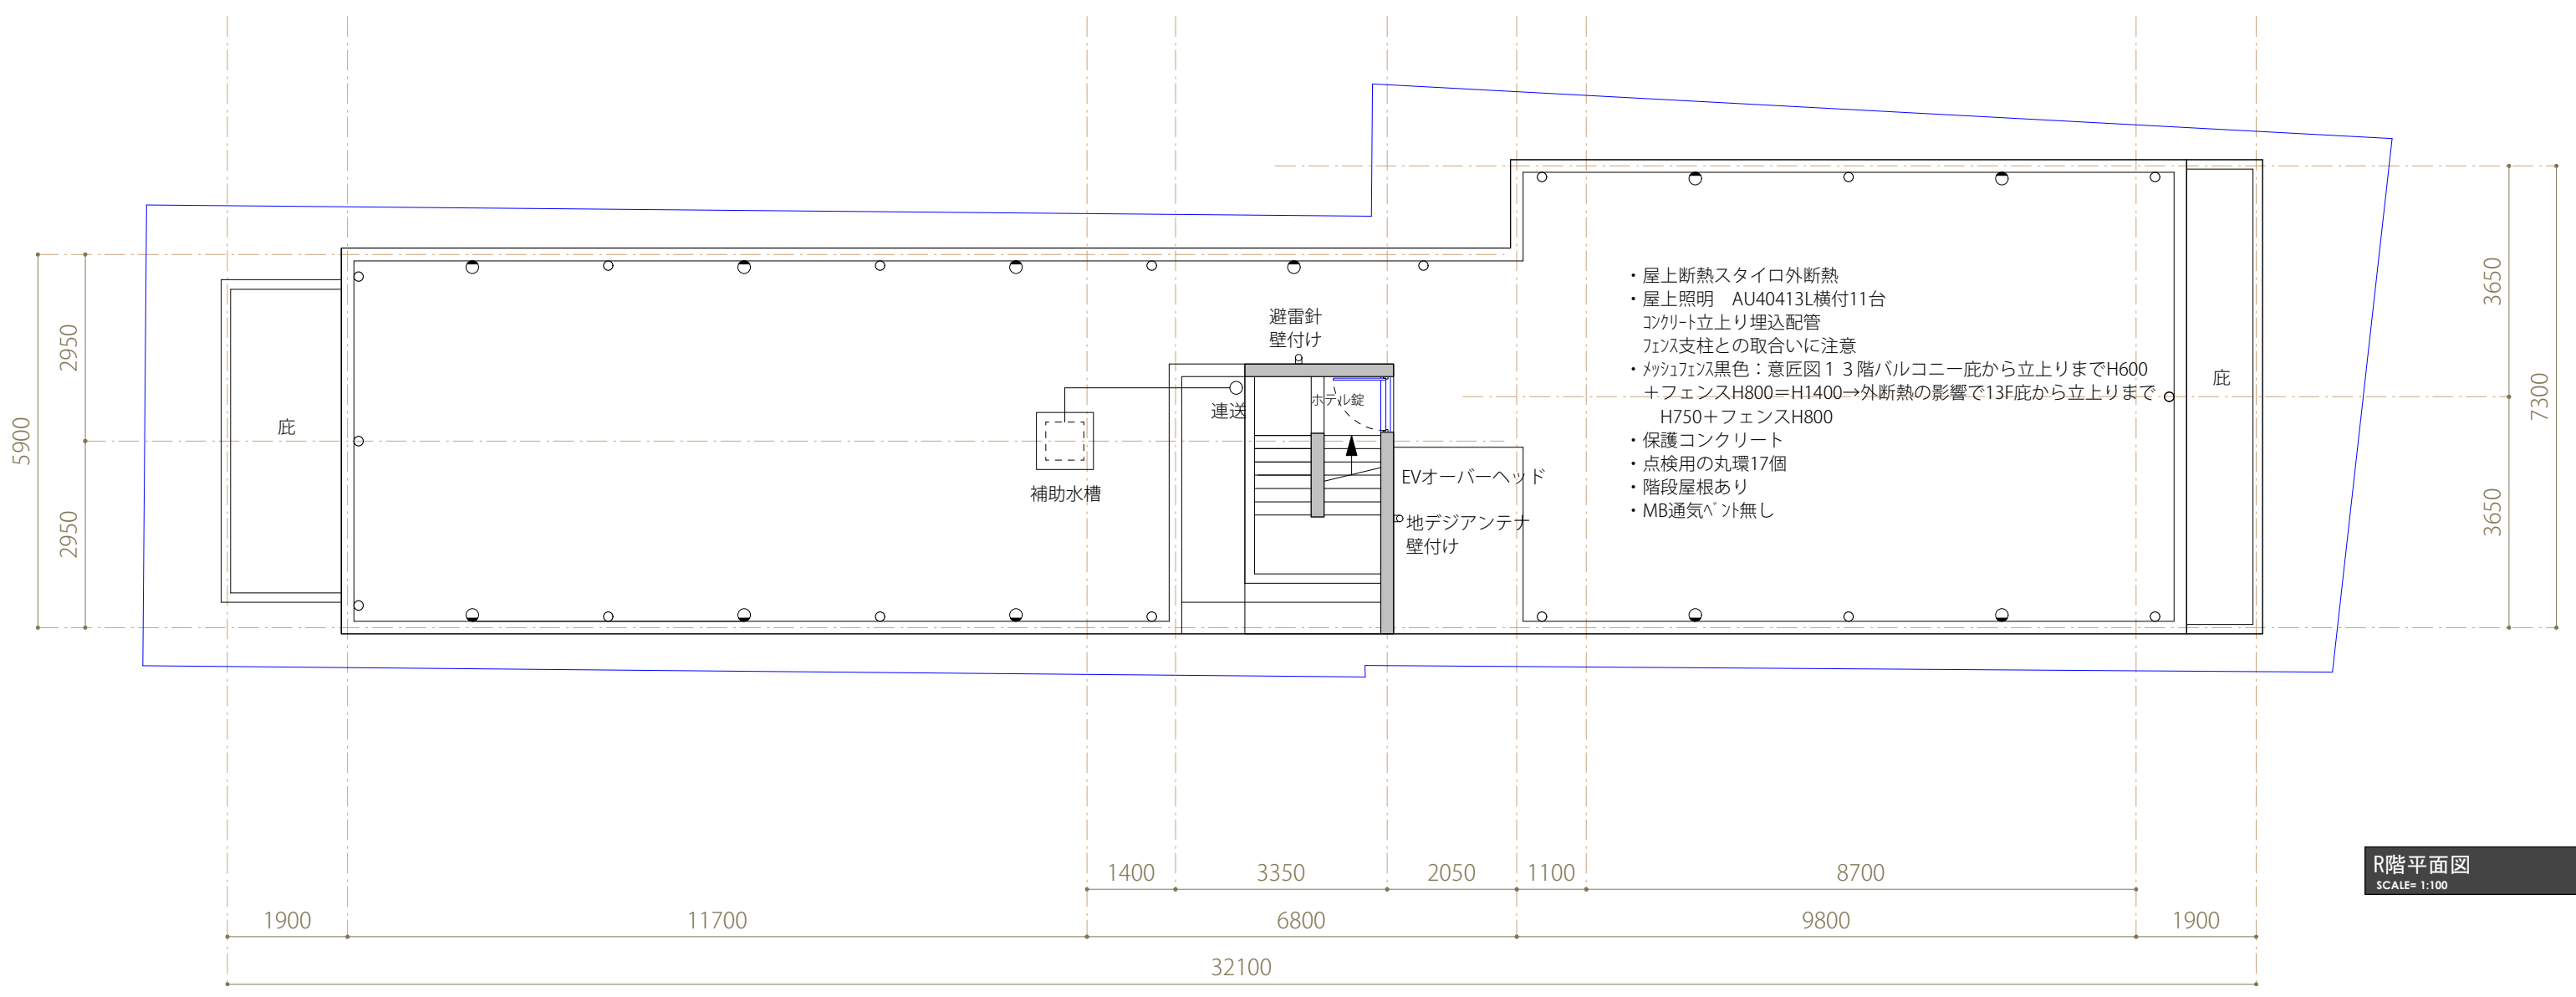 ・屋上断熱スタイロ外断熱
・屋上照明　AU40413L横付11台
ｺﾝｸﾘｰﾄ立上り埋込配管
ﾌｪﾝｽ支柱との取合いに注意
・ﾒｯｼｭﾌｪﾝｽ黒色：意匠図１３階バルコニー庇から立上りまでH600
＋フェンスH800＝H1400→外断熱の影響で13F庇から立上りまで
H750＋フェンスH800
・保護コンクリート
・点検用の丸環17個
・階段屋根あり
・MB通気ﾍﾞﾝﾄ無し
避雷針
壁付け
連送
ホテル錠
庇
庇
補助水槽
EVオーバーヘッド
地デジアンテナ
壁付け
5900
2950
2950
3650
3650
7300
1400
3350
2050
1100
8700
1900
11700
6800
9800
1900
32100
R階平面図
SCALE= 1:100